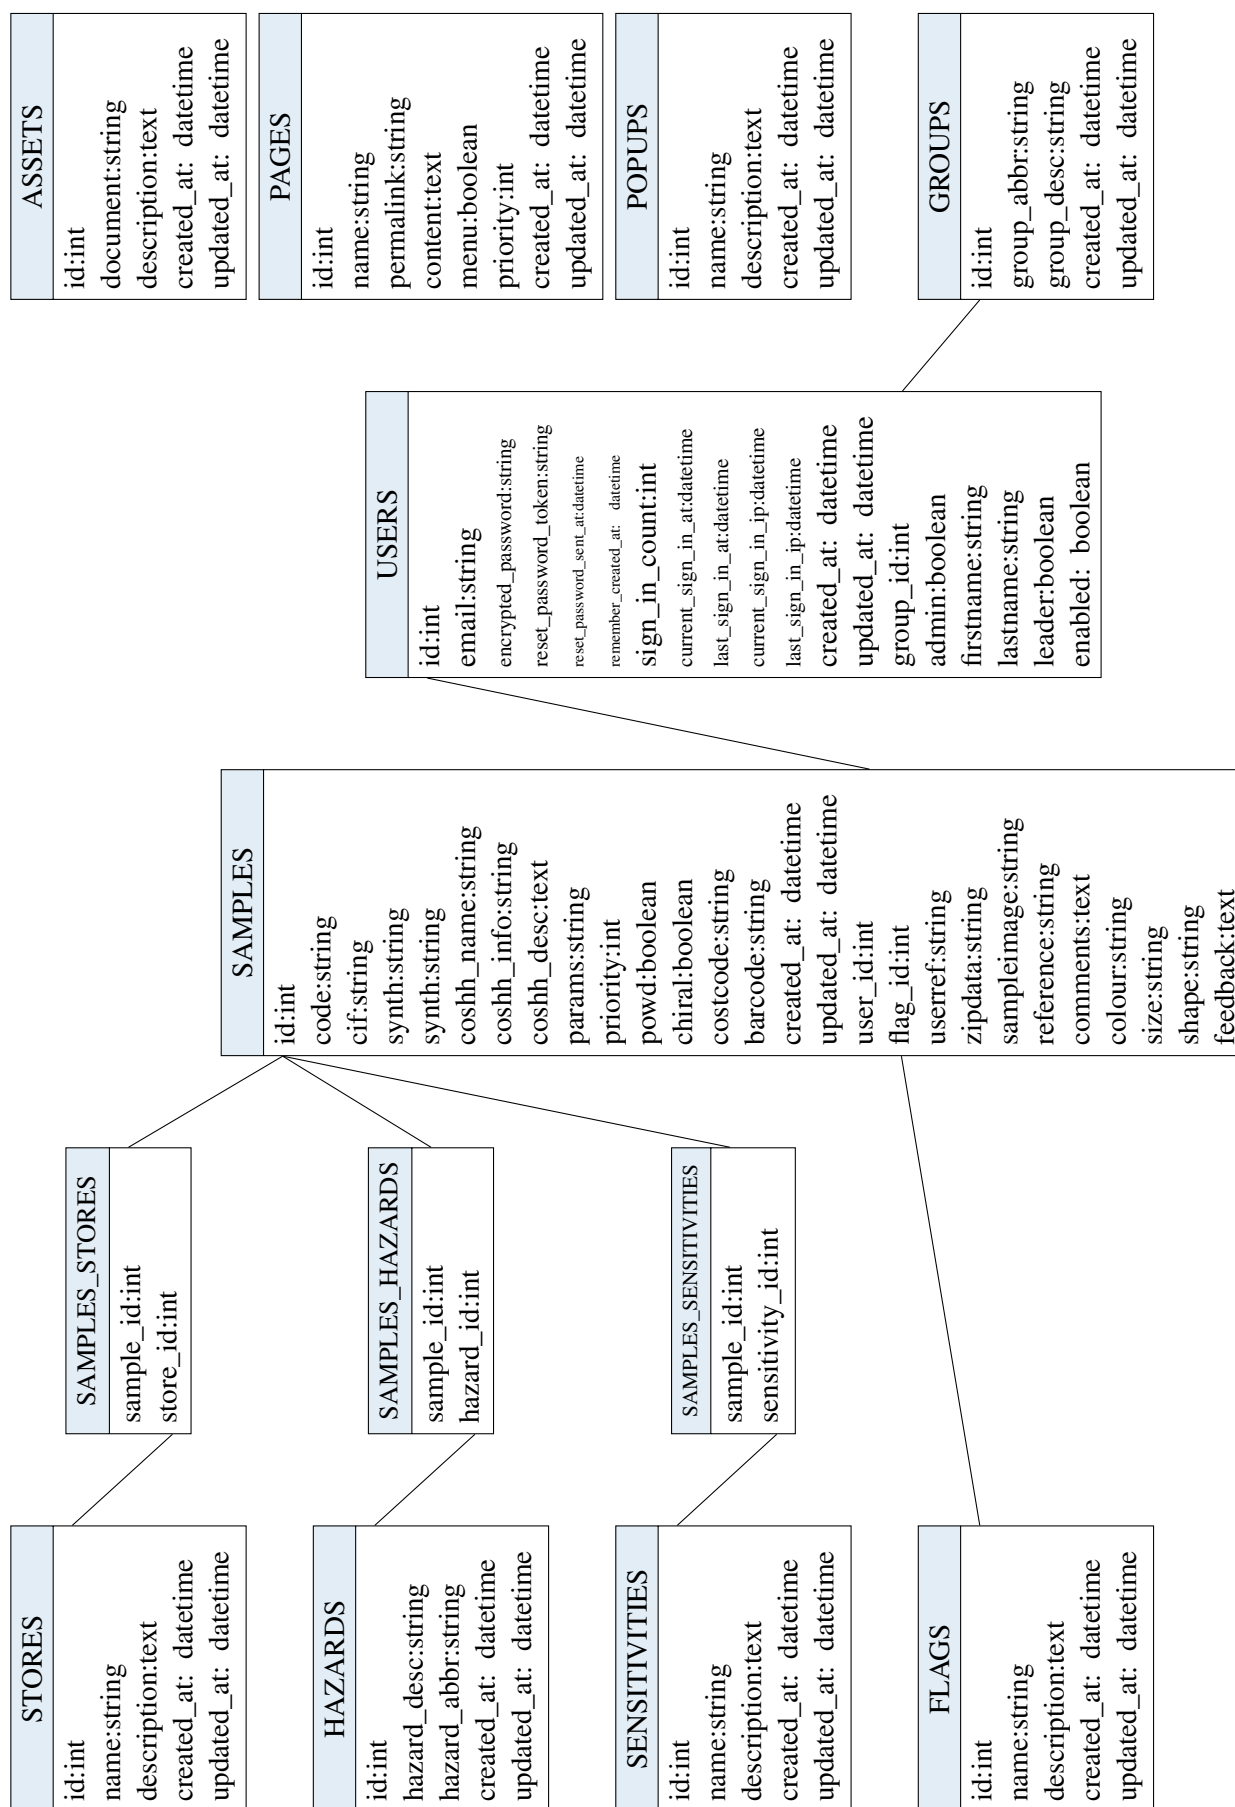 STORES
id:int
name:string
description:text
created_at: datetime
updated_at: datetime
HAZARDS
id:int
hazard_desc:string
hazard_abbr:string
created_at: datetime
updated_at: datetime
SENSITIVITIES
id:int
name:string
description:text
created_at: datetime
updated_at: datetime
FLAGS
id:int
name:string
description:text
created_at: datetime
updated_at: datetime
SAMPLES_STORES
sample_id:int
store_id:int
SAMPLES_HAZARDS
sample_id:int
hazard_id:int
SAMPLES_SENSITIVITIES
sample_id:int
sensitivity_id:int
SAMPLES
id:int
code:string
cif:string
synth:string
synth:string
coshh_name:string
coshh_info:string
coshh_desc:text
params:string
priority:int
powd:boolean
chiral:boolean
costcode:string
barcode:string
created_at: datetime
updated_at: datetime
user_id:int
flag_id:int
userref:string
zipdata:string
sampleimage:string
reference:string
comments:text
colour:string
size:string
shape:string
feedback:text
USERS
id:int
email:string
encrypted_password:string
reset_password_token:string
reset_password_sent_at:datetime
remember_created_at: datetime
sign_in_count:int
current_sign_in_at:datetime
last_sign_in_at:datetime
current_sign_in_ip:datetime
last_sign_in_ip:datetime
created_at: datetime
updated_at: datetime
group_id:int
admin:boolean
firstname:string
lastname:string
leader:boolean
enabled: boolean
ASSETS
id:int
document:string
description:text
created_at: datetime
updated_at: datetime
PAGES
id:int
name:string
permalink:string
content:text
menu:boolean
priority:int
created_at: datetime
updated_at: datetime
POPUPS
id:int
name:string
description:text
created_at: datetime
updated_at: datetime
GROUPS
id:int
group_abbr:string
group_desc:string
created_at: datetime
updated_at: datetime